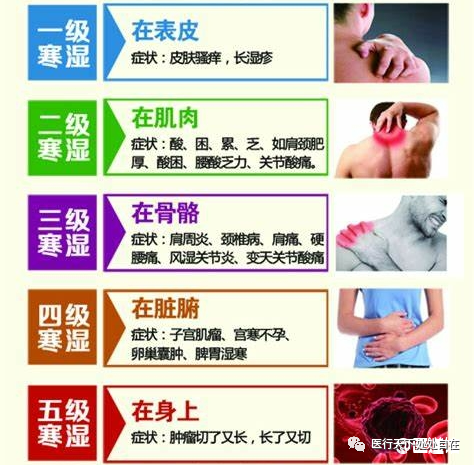 一级
寒湿
在表皮
症状：皮肤骚痒，长湿疹
二级
寒湿
在肌肉
症状：酸、困、累、乏、如肩颈肥
厚、酸困、腰酸乏力、关节酸痛。
三级
寒湿
在骨骼
症状：肩周炎、颈椎病、肩痛、硬
腰痛、风湿关节炎、变天关节酸痛
四级
寒湿
在脏腑
症状：子宫肌瘤、宫寒不孕、
卵巢囊肿、脾胃湿寒
五级
寒湿
在身上
症状：肿瘤切了又长，长了又切
医行天下